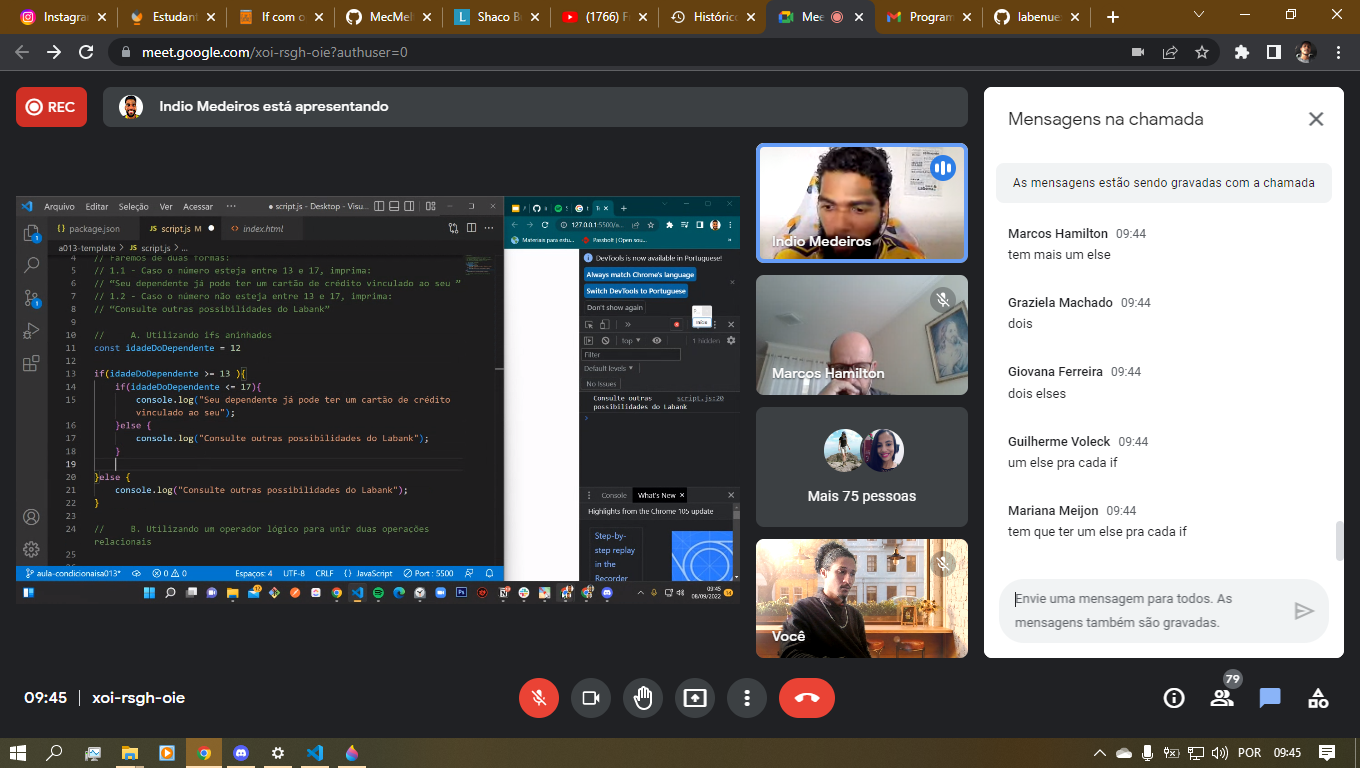 Instagram
Estudant
If com o
MecMel
Shaco B
(1766) F
Histórico
Mee
Program
labenue
meet.google.com/xoi-rsgh-oie?authuser=0
REC
Indio Medeiros está apresentando
Arquivo Editar Seleção Ver Acessar ···
script.js - Desktop - Visu...
package.json
script.js M
index.html
a013-template > script.js > ...
4 // Faremos de duas formas:
5 // 1.1 - Caso o número esteja entre 13 e 17, imprima:
6 // “Seu dependente já pode ter um cartão de crédito vinculado ao seu ”
7 // 1.2 - Caso o número não esteja entre 13 e 17, imprima:
8 // “Consulte outras possibilidades do Labank”
9
10 // A. Utilizando ifs aninhados
11 const idadeDoDependente = 12
12
13 if(idadeDoDependente >= 13 ){
14 if(idadeDoDependente <= 17){
15 console.log("Seu dependente já pode ter um cartão de crédito
vinculado ao seu");
16 }else {
17 console.log("Consulte outras possibilidades do Labank");
18 }
19
20 }else {
21 console.log("Consulte outras possibilidades do Labank");
22 }
23
24 // B. Utilizando um operador lógico para unir duas operações
relacionais
25
aula-condicionaisa013* 0 0 Espaços: 4 UTF-8 CRLF {} JavaScript Port : 5500
127.0.0.1:5500/a...
Materiais para estu...
Passholt | Open sou...
DevTools is now available in Portuguese!
Always match Chrome's language
Switch DevTools to Portuguese
Don't show again
top
1 hidden
Filter
Default levels
No Issues
Consulte outras script.js:20
possibilidades do Labank
Console What's New
Highlights from the Chrome 105 update
Step-by-
step replay
in the
Recorder
09:45
08/09/2022
Indio Medeiros
Marcos Hamilton
Mais 75 pessoas
Você
Mensagens na chamada
As mensagens estão sendo gravadas com a chamada
Marcos Hamilton 09:44
tem mais um else
Graziela Machado 09:44
dois
Giovana Ferreira 09:44
dois elses
Guilherme Voleck 09:44
um else pra cada if
Mariana Meijon 09:44
tem que ter um else pra cada if
Envie uma mensagem para todos. As
mensagens também são gravadas.
09:45 | xoi-rsgh-oie
79
POR 09:45